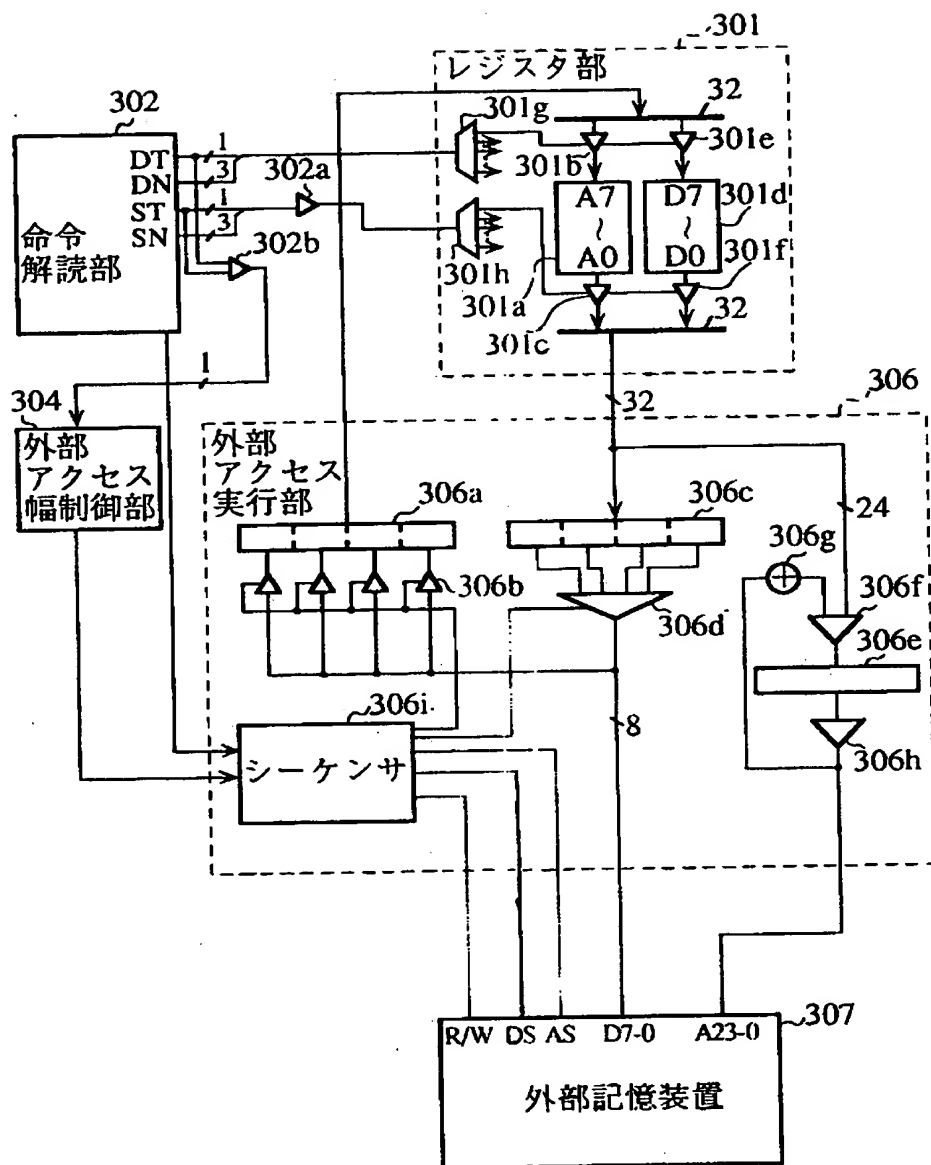 301
レジスタ部
32
302
301g
301e
301b
DT
1
DN
3
302a
ST
1
SN
3
命令
解読部
302b
A7
～
A0
D7
～
D0
301d
301h
301a
301f
301c
32
1
32
306
304
外部
アクセス
幅制御部
外部
アクセス
実行部
306a
306c
24
306g
306b
306d
306f
306e
306i
シーケンサ
8
306h
R/W DS AS D7-0 A23-0
307
外部記憶装置